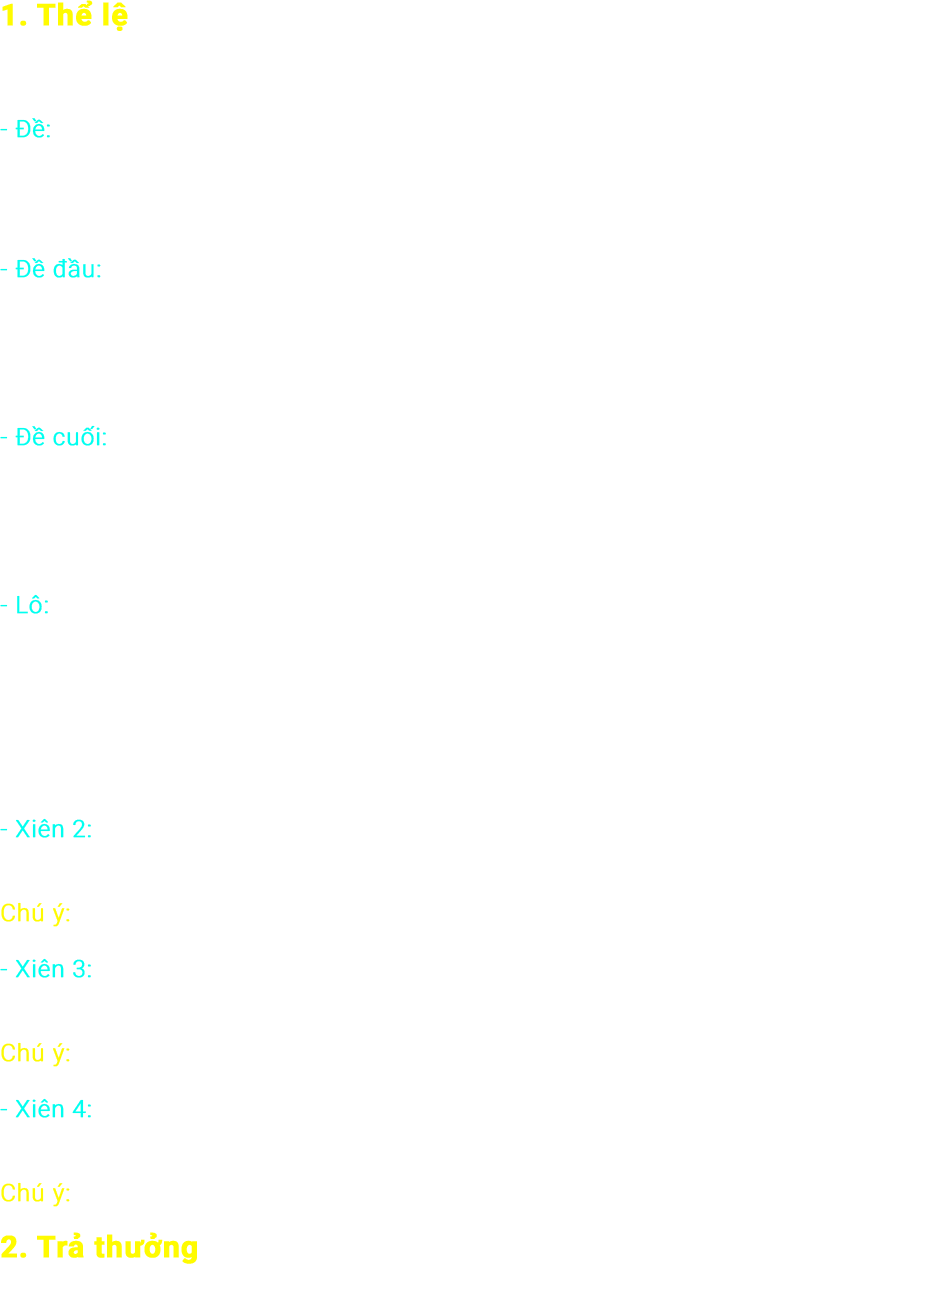 1. Thể lệ
- Đề:
- Đề đầu:
- Đề cuối:
- Lô:
- Xiên 2:
Chú ý:
- Xiên 3:
Chú ý:
- Xiên 4:
Chú ý:
2. Trả thưởng